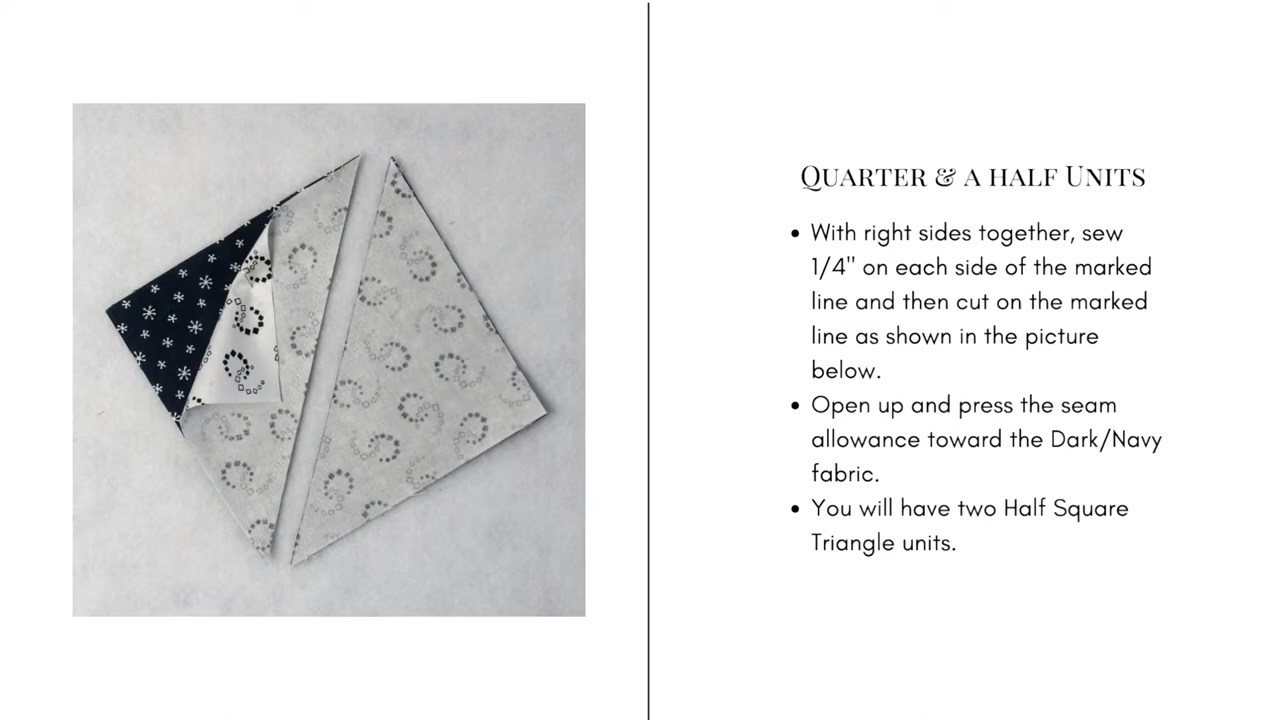 Quarter & a half Units
• With right sides together, sew
1/4" on each side of the marked
line and then cut on the marked
line as shown in the picture
below.
• Open up and press the seam
allowance toward the Dark/Navy
fabric.
• You will have two Half Square
Triangle units.